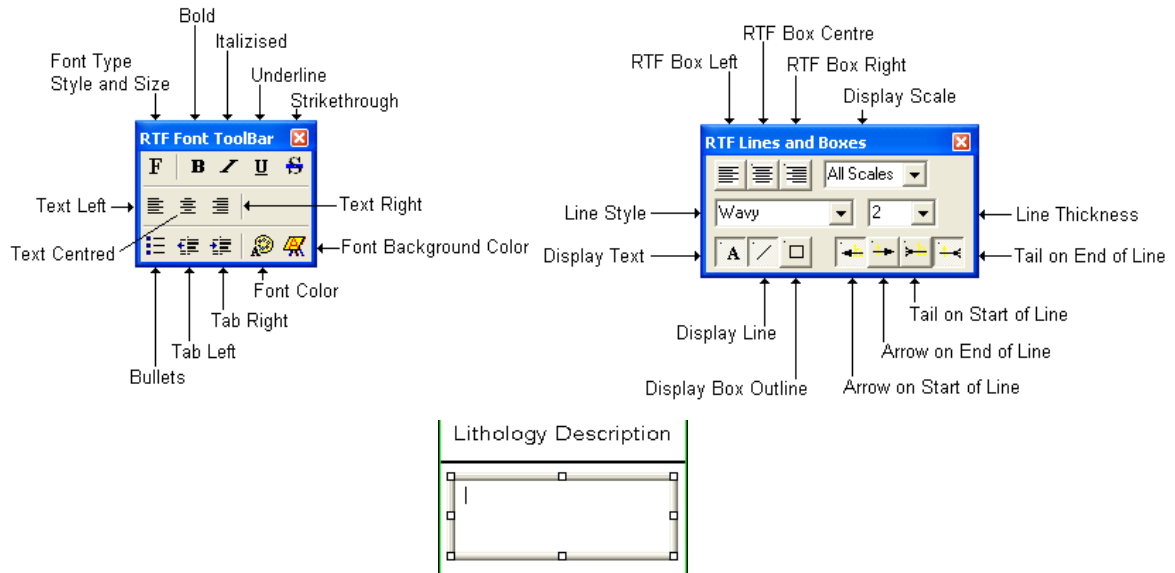 Bold
Italizised
Font Type
Style and Size
Underline
Strikethrough
RTF Font ToolBar
F B I U S
Text Left
Text Right
Text Centred
Font Background Color
A
A
Font Color
Tab Right
Tab Left
Bullets
RTF Box Centre
RTF Box Left
RTF Box Right
Display Scale
RTF Lines and Boxes
All Scales
Line Style
Wavy
2
Line Thickness
Display Text
A
Tail on End of Line
Tail on Start of Line
Display Line
Arrow on End of Line
Display Box Outline
Arrow on Start of Line
Lithology Description